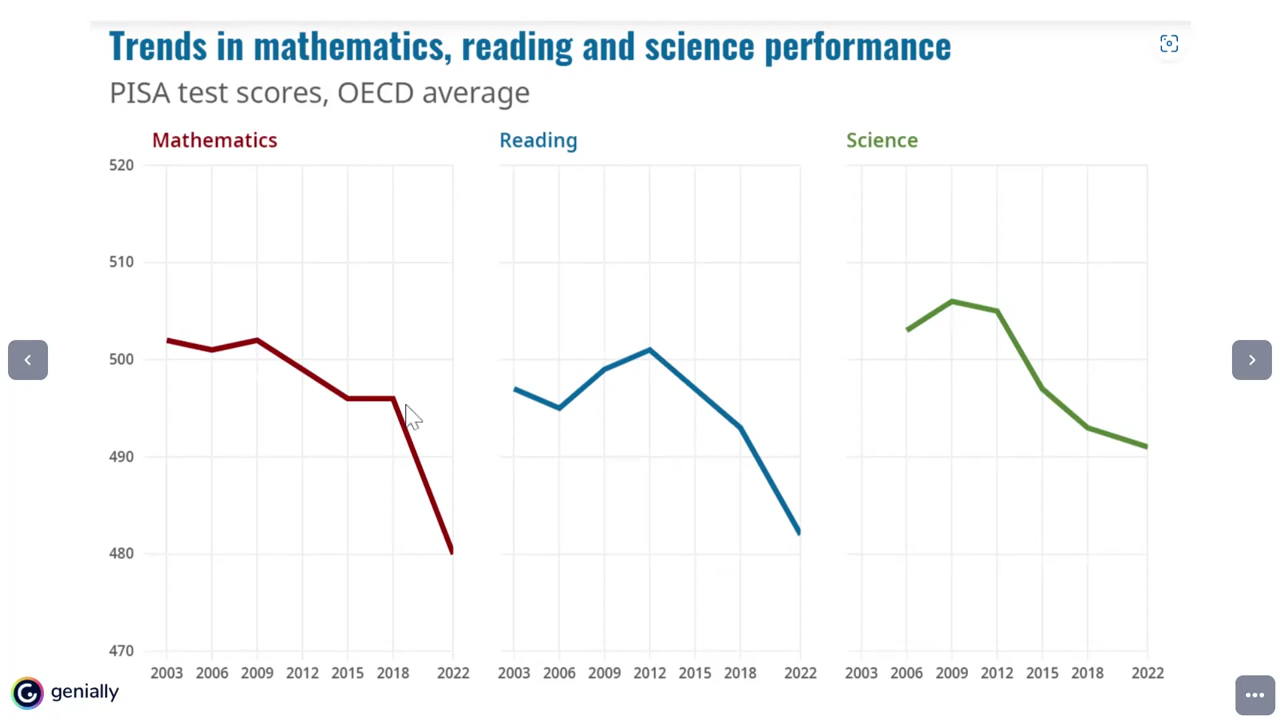 Trends in mathematics, reading and science performance
PISA test scores, OECD average
Mathematics
Reading
Science
520
510
500
490
480
470
2003 2006 2009 2012 2015 2018 2022
2003 2006 2009 2012 2015 2018 2022
2003 2006 2009 2012 2015 2018 2022
genially